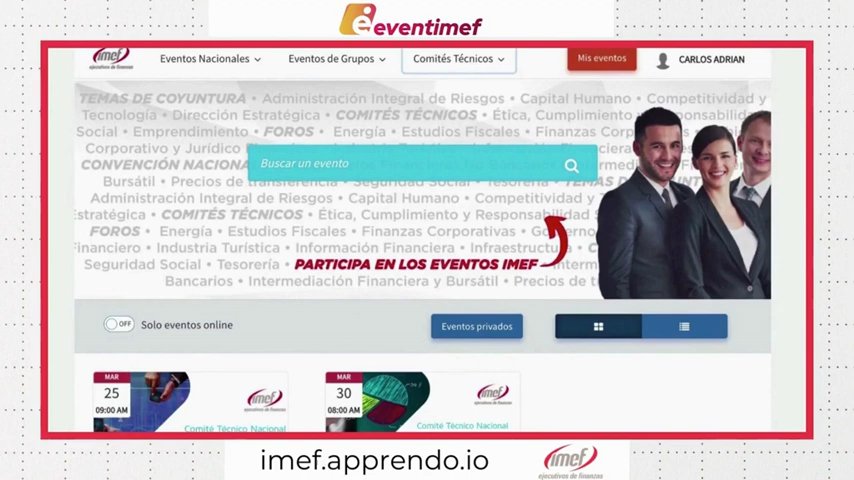 eventimef
imef
ejecutivos de finanzas
Eventos Nacionales
Eventos de Grupos
Comités Técnicos
Mis eventos
CARLOS ADRIAN
TEMAS DE COYUNTURA • Administración Integral de Riesgos • Capital Humano • Competitividad y
Tecnología • Dirección Estratégica • COMITÉS TÉCNICOS • Ética, Cumplimiento
Social • Emprendimiento • FOROS • Energía • Estudios Fiscales • Finanzas
Corporativo y Jurídico
Buscar un evento
CONVENCIÓN
Bursátil • Precios de transferencia • Seguridad Social • Tesorería •
Administración Integral de Riesgos • Capital Humano • Competitividad y
Estratégica • COMITÉS TÉCNICOS • Ética, Cumplimiento y Responsabilidad
FOROS • Energía • Estudios Fiscales • Finanzas Corporativas •
Financiero • Industria Turística • Información Financiera •
Seguridad Social • Tesorería • PARTICIPA EN LOS EVENTOS IMEF
Bancarios • Intermediación Financiera y Bursátil • Precios de
OFF
Solo eventos online
Eventos privados
MAR
25
09:00 AM
imef
ejecutivos de finanzas
Comité Técnico Nacional
MAR
30
08:00 AM
imef
ejecutivos de finanzas
Comité Técnico Nacional
imef.apprendo.io
imef
ejecutivos de finanzas